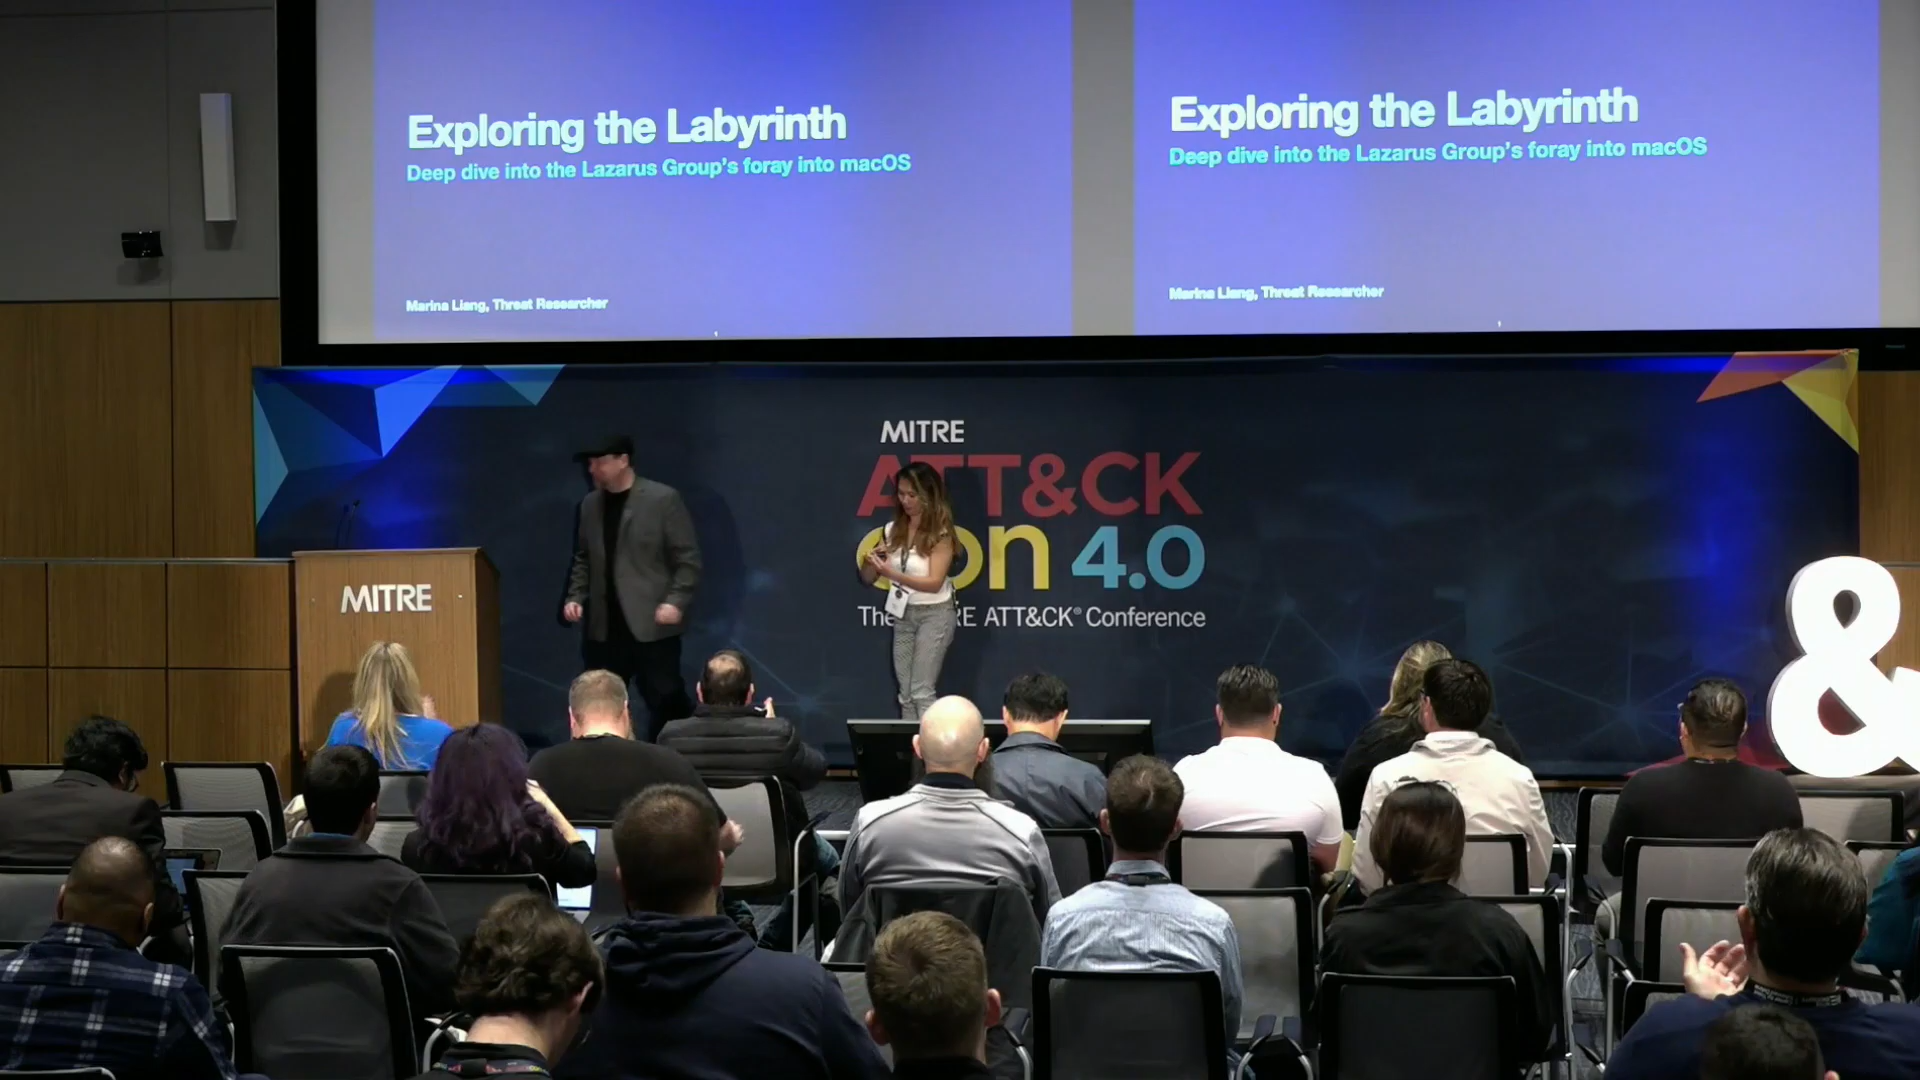 Exploring the Labyrinth
Deep dive into the Lazarus Group's foray into macOS
Marina Liang, Threat Researcher
Exploring the Labyrinth
Deep dive into the Lazarus Group's foray into macOS
Marina Liang, Threat Researcher
MITRE
ATT&CK
con 4.0
The RE ATT&CK® Conference
MITRE
&